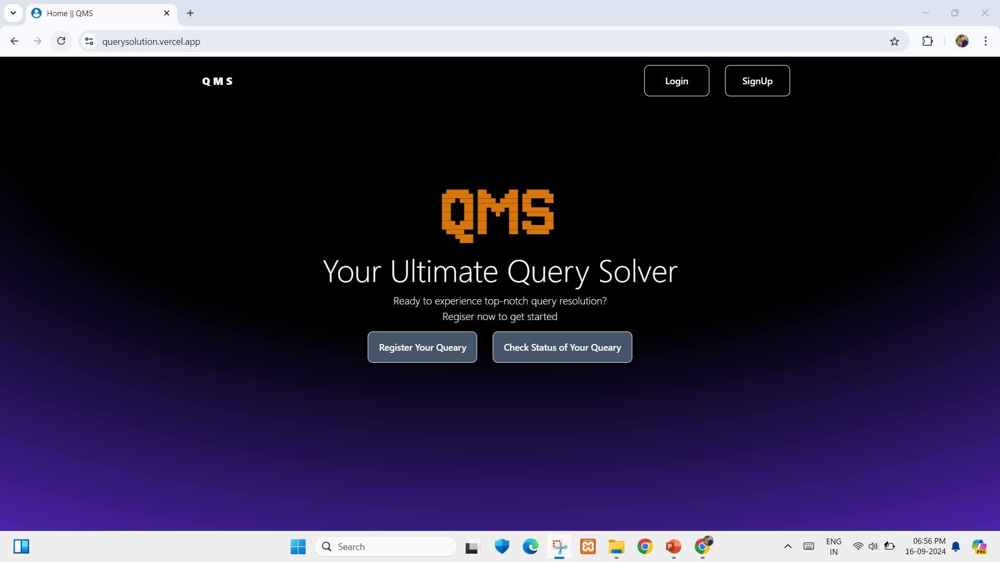 Home || QMS
querysolution.vercel.app
QMS
Login
SignUp
QMS
Your Ultimate Query Solver
Ready to experience top-notch query resolution?
Regiser now to get started
Register Your Queary
Check Status of Your Queary
Search
ENG
IN
06:56 PM
16-09-2024
PRE